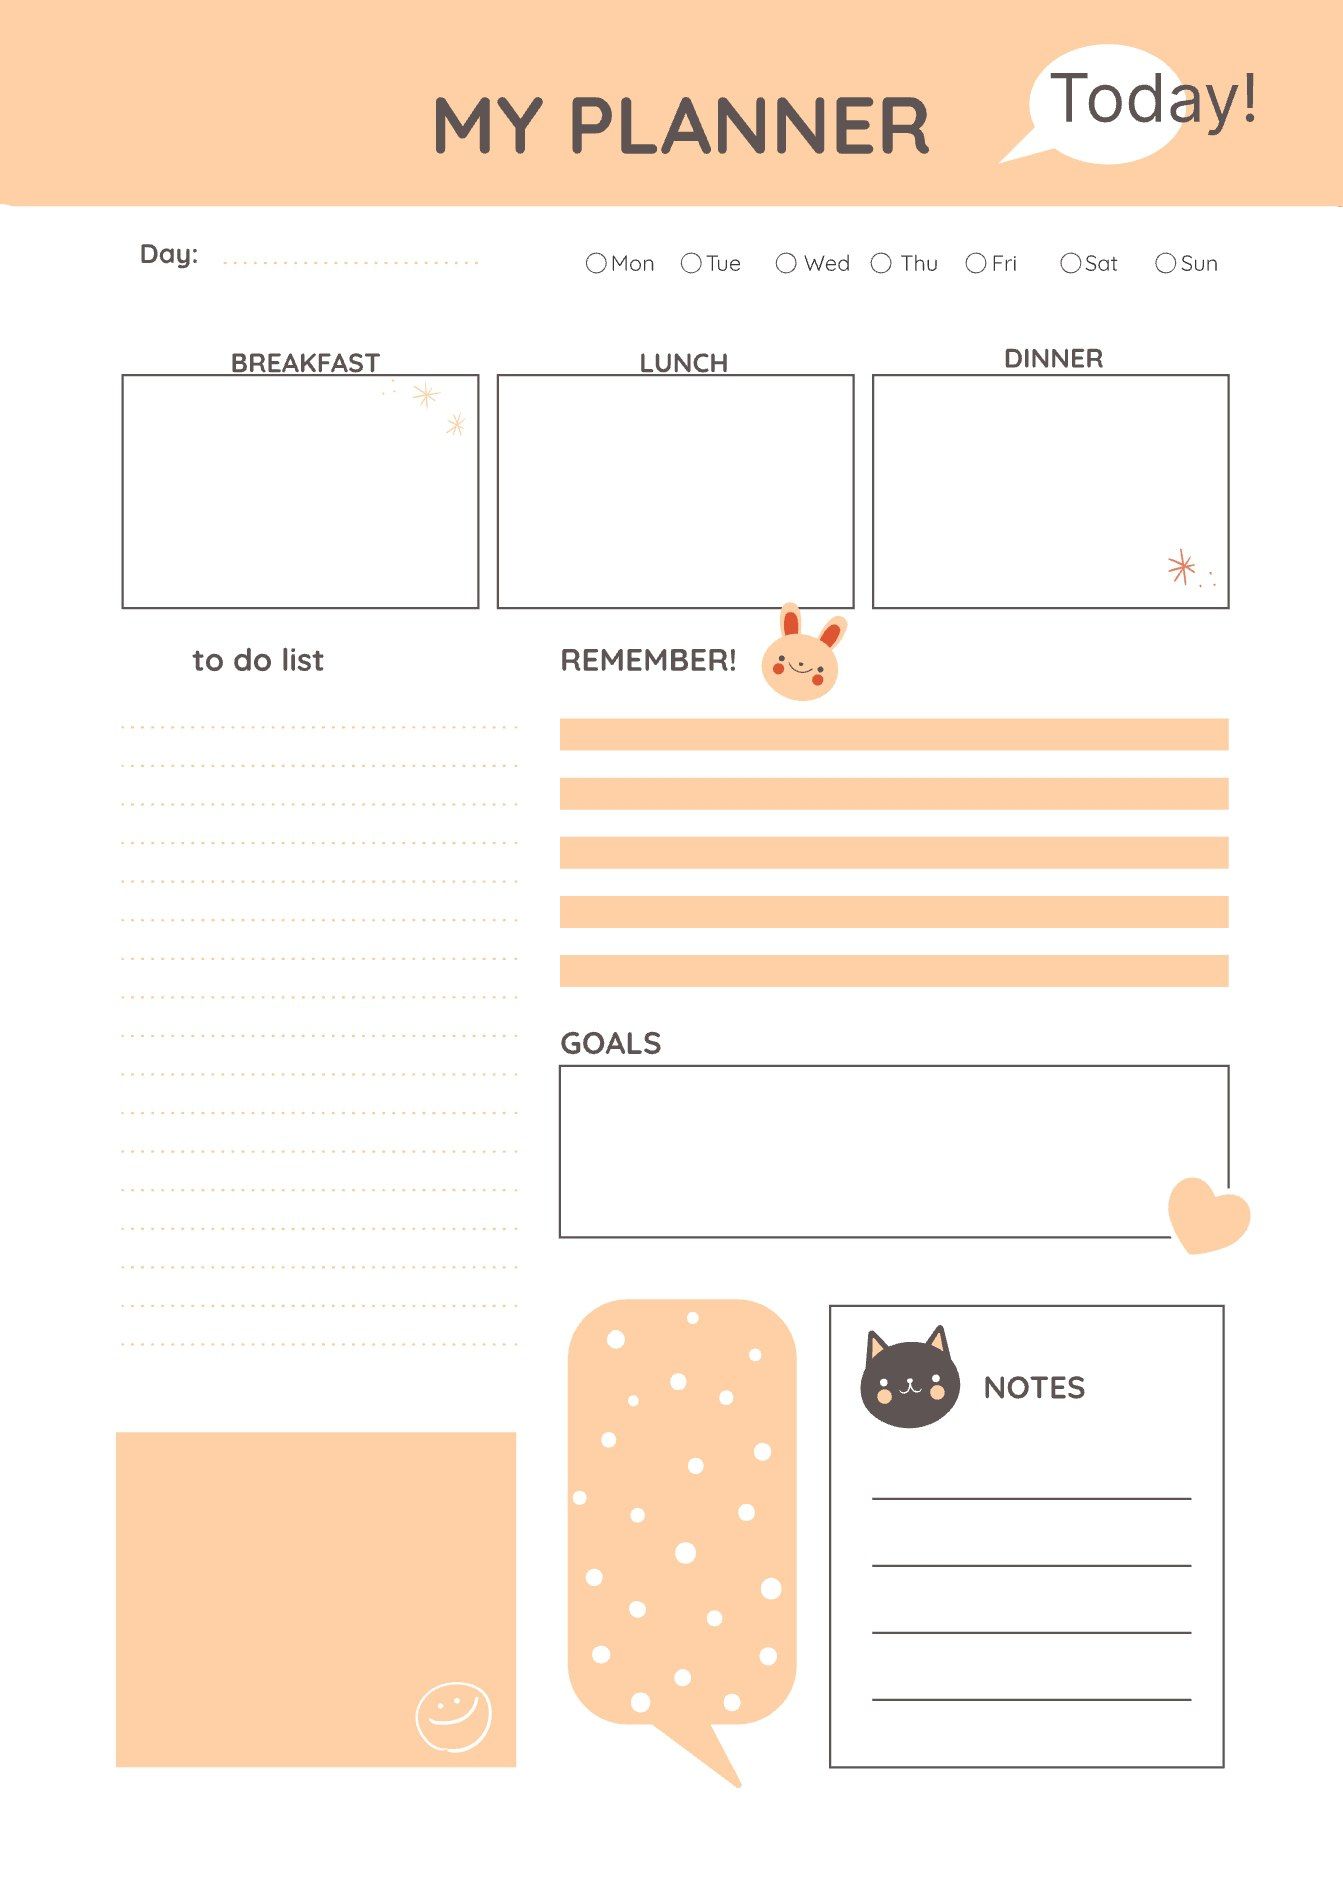 MY PLANNER
Today!
Day:
Mon Tue Wed Thu Fri Sat Sun
BREAKFAST LUNCH DINNER
to do list
REMEMBER!
GOALS
NOTES